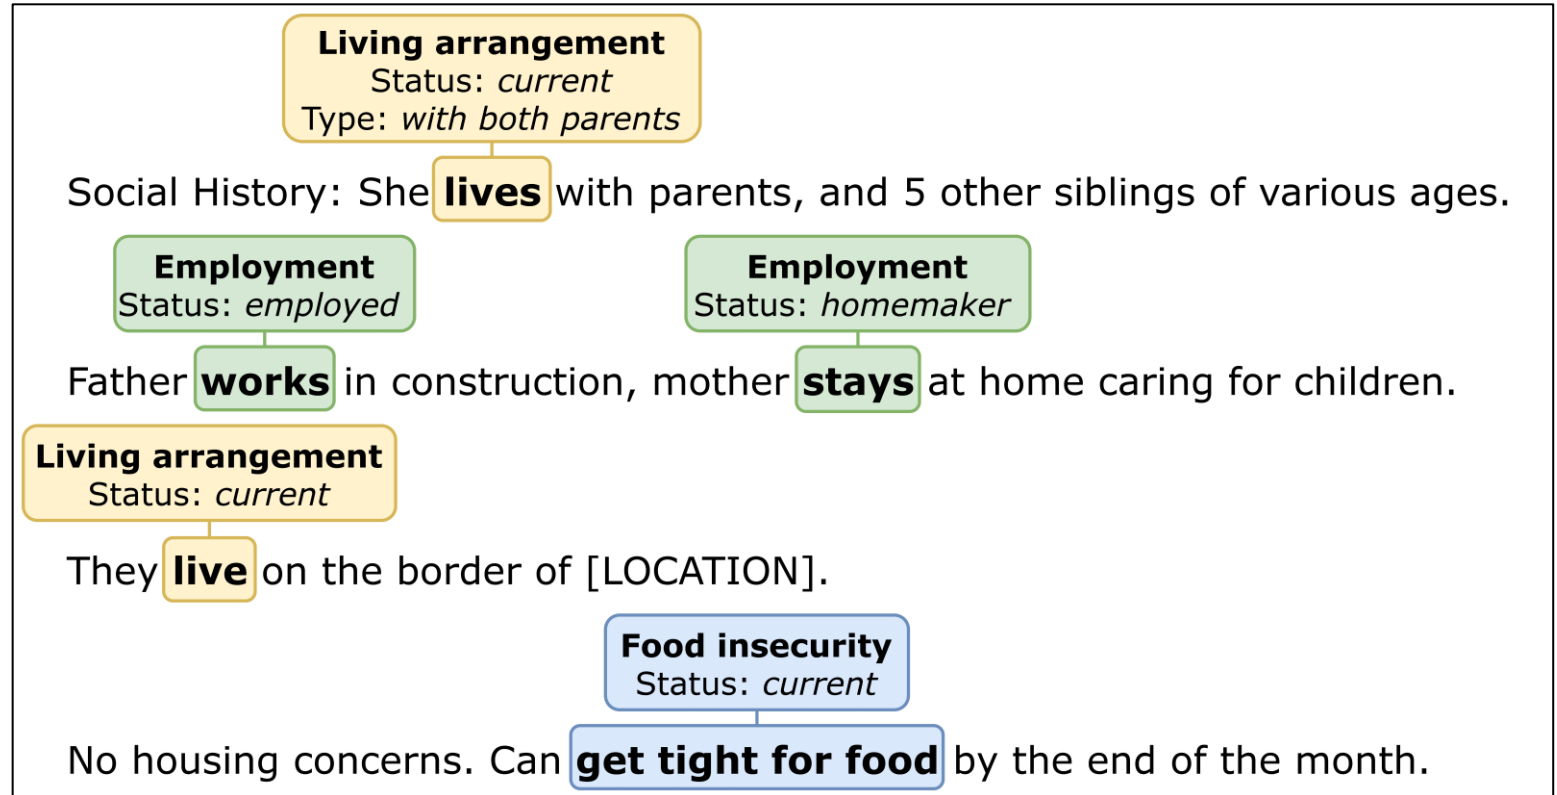 Living arrangement
Status: current
Type: with both parents
Social History: She lives with parents, and 5 other siblings of various ages.
Employment
Status: employed
Employment
Status: homemaker
Father works in construction, mother stays at home caring for children.
Living arrangement
Status: current
They live on the border of [LOCATION].
Food insecurity
Status: current
No housing concerns. Can get tight for food by the end of the month.